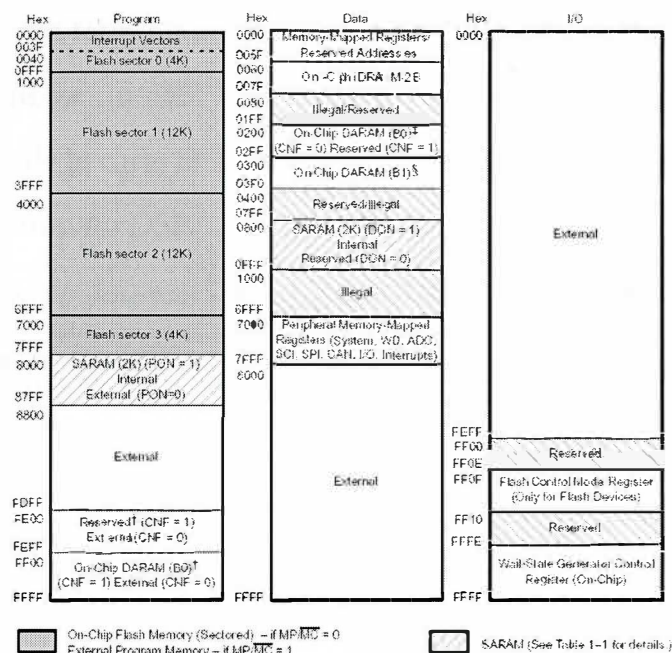 Hex Program
0000
Interrupt Vectors
003F
0040
Flash sector 0 (4K)
0FFF
1000
Flash sector 1 (12K)
3FFF
4000
Flash sector 2 (12K)
6FFF
7000
Flash sector 3 (4K)
7FFF
8000
SARAM (2K) (PON = 1)
Internal
External (PON=0)
87FF
8800
External
FDFF
FE00
Reserved† (CNF = 1)
External (CNF = 0)
FEFF
FF00
On-Chip DARAM (B0)†
(CNF = 1) External (CNF = 0)
FFFF
Hex Data
0000
Memory-Mapped Registers/
Reserved Addresses
005F
0060
007F
0080
Illegal/Reserved
01FF
0200
On-Chip DARAM (B0)‡
(CNF = 0) Reserved (CNF = 1)
02FF
0300
On-Chip DARAM (B1)§
03F0
0400
Reserved/Illegal
07FF
0800
SARAM (2K) (DON = 1)
Internal
Reserved (DON = 0)
0FFF
1000
Illegal
6FFF
7000
Peripheral Memory-Mapped
Registers (System, WD, ADC,
SCI, SPI, CAN, I/O, Interrupts)
7FFF
8000
External
FFFF
Hex I/O
0000
External
FEFF
FF00
Reserved
FF0E
FF0F
Flash Control Mode Register
(Only for Flash Devices)
FF10
Reserved
FFFE
Wait-State Generator Control
Register (On-Chip)
FFFF
On-Chip Flash Memory (Sectored) – if MP/MC = 0
External Program Memory – if MP/MC = 1
SARAM (See Table 1–1 for details.)